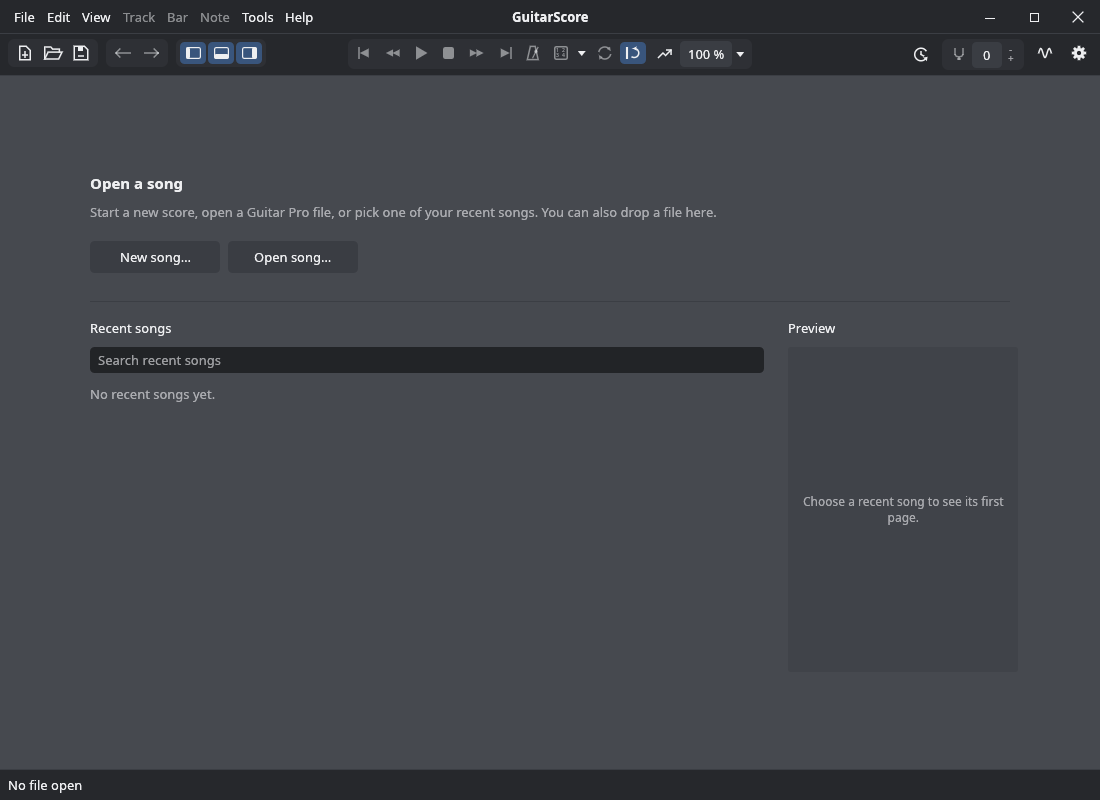 File Edit View Track Bar Note Tools Help
GuitarScore
100 %
0
-
+
Open a song
Start a new score, open a Guitar Pro file, or pick one of your recent songs. You can also drop a file here.
New song...
Open song...
Recent songs
Preview
Search recent songs
No recent songs yet.
Choose a recent song to see its first
page.
No file open